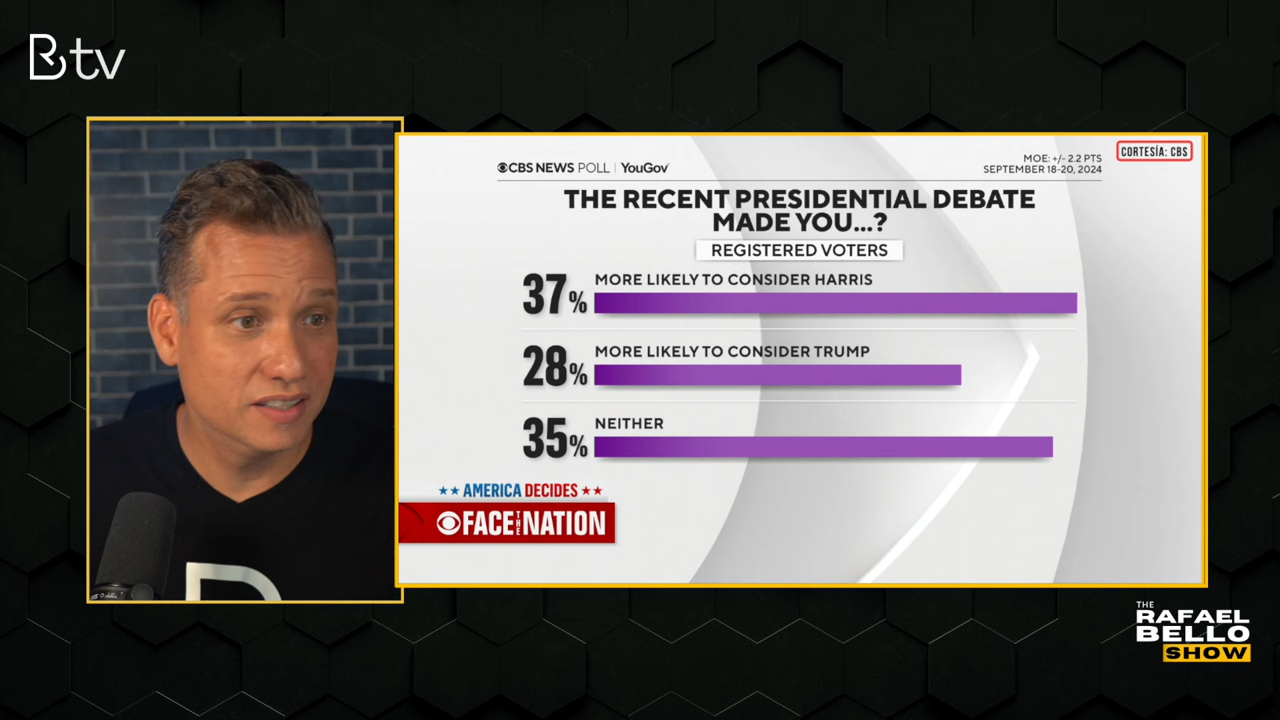 Btv
CORTESÍA: CBS
CBS NEWS POLL | YouGov
MOE: +/- 2.2 PTS
SEPTEMBER 18-20, 2024
THE RECENT PRESIDENTIAL DEBATE
MADE YOU...?
REGISTERED VOTERS
37% MORE LIKELY TO CONSIDER HARRIS
28% MORE LIKELY TO CONSIDER TRUMP
35% NEITHER
AMERICA DECIDES
FACE THE NATION
THE
RAFAEL
BELLO
SHOW